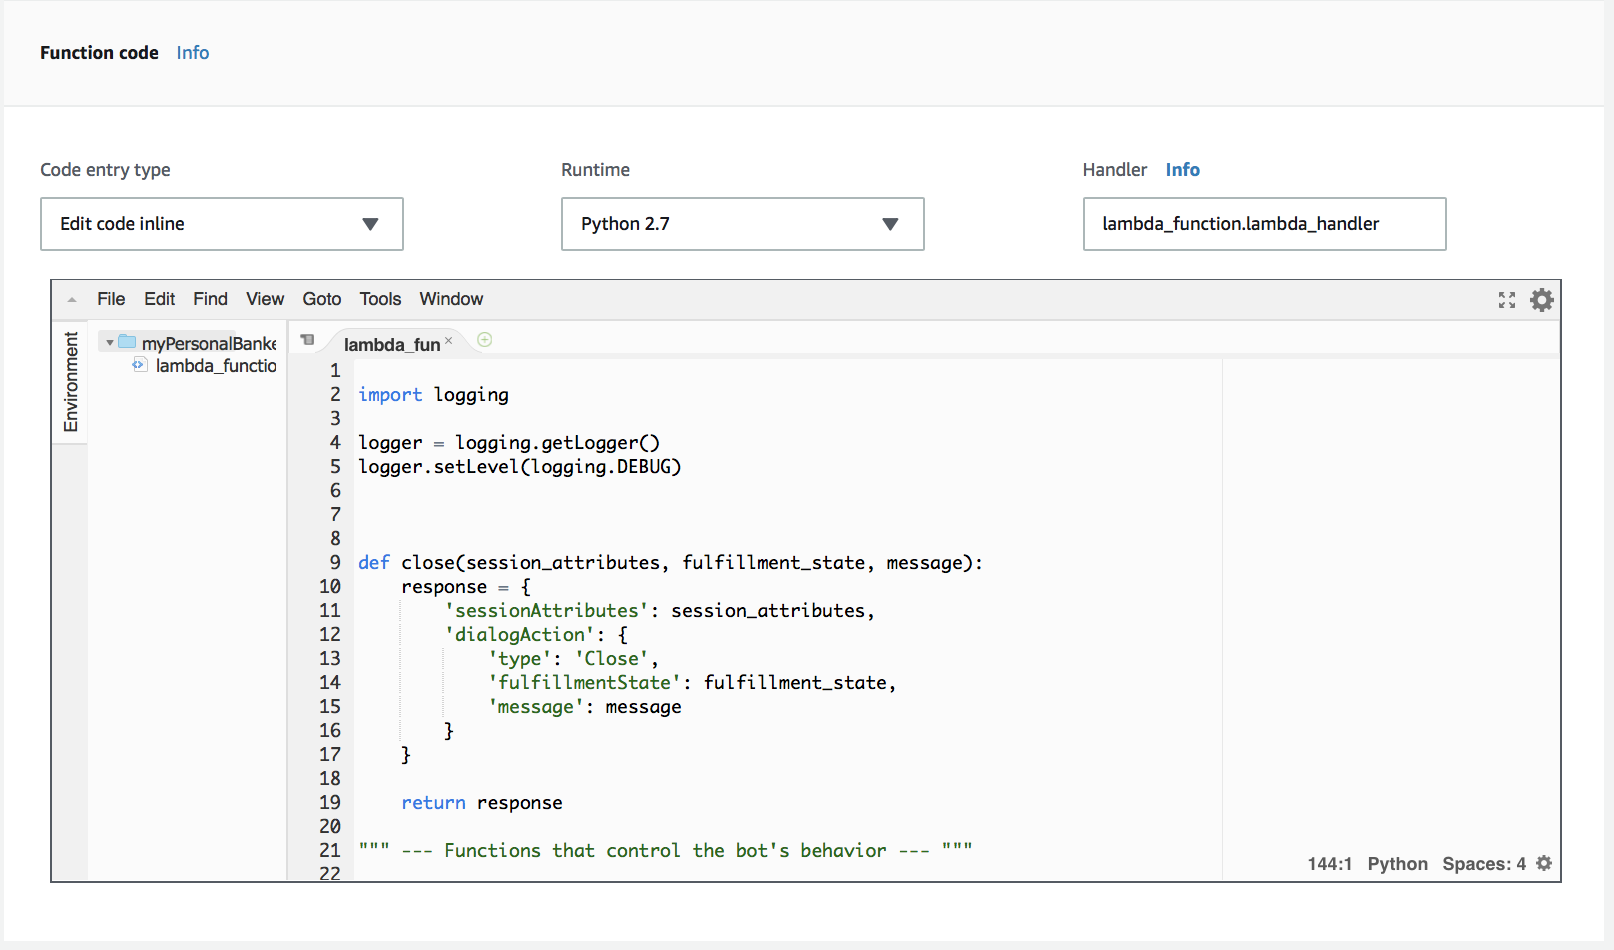 Function code Info
Code entry type Runtime Handler Info
Edit code inline Python 2.7 lambda_function.lambda_handler
File Edit Find View Goto Tools Window
Environment
myPersonalBanke
lambda_functio
lambda_fun ×
1
2 import logging
3
4 logger = logging.getLogger()
5 logger.setLevel(logging.DEBUG)
6
7
8
9 def close(session_attributes, fulfillment_state, message):
10     response = {
11         'sessionAttributes': session_attributes,
12         'dialogAction': {
13             'type': 'Close',
14             'fulfillmentState': fulfillment_state,
15             'message': message
16         }
17     }
18
19     return response
20
21 """ --- Functions that control the bot's behavior --- """
22
144:1 Python Spaces: 4